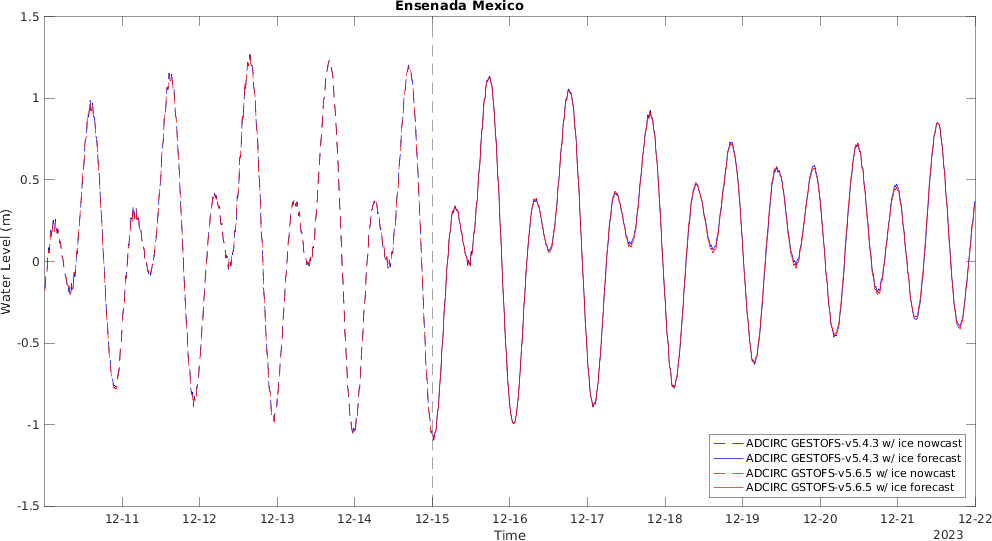 Ensenada Mexico
1.5
1
0.5
0
-0.5
-1
-1.5
Water Level (m)
12-11
12-12
12-13
12-14
12-15
12-16
12-17
12-18
12-19
12-20
12-21
12-22
Time
2023
ADCIRC GESTOFS-v5.4.3 w/ ice nowcast
ADCIRC GESTOFS-v5.4.3 w/ ice forecast
ADCIRC GSTOFS-v5.6.5 w/ ice nowcast
ADCIRC GSTOFS-v5.6.5 w/ ice forecast